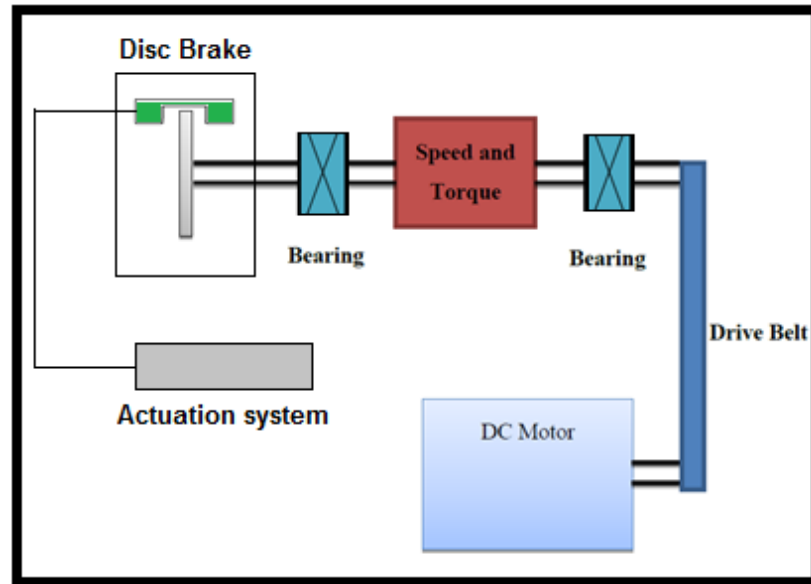 Disc Brake
Speed and
Torque
Bearing
Bearing
Drive Belt
Actuation system
DC Motor